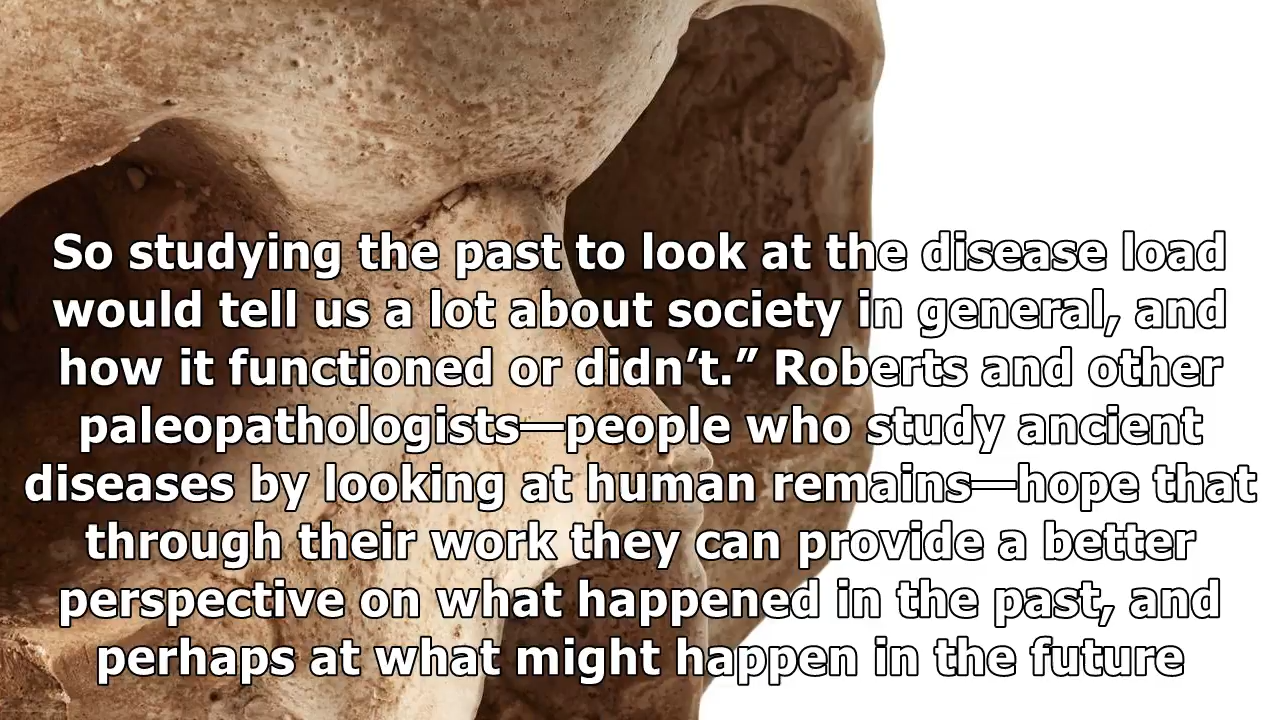 So studying the past to look at the disease load
would tell us a lot about society in general, and
how it functioned or didn’t.” Roberts and other
paleopathologists—people who study ancient
diseases by looking at human remains—hope that
through their work they can provide a better
perspective on what happened in the past, and
perhaps at what might happen in the future